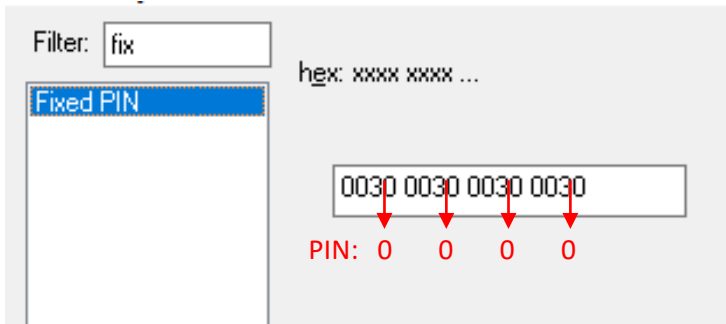 Filter: fix
hex: xxxx xxxx ...
Fixed PIN
0030 0030 0030 0030
PIN: 0 0 0 0